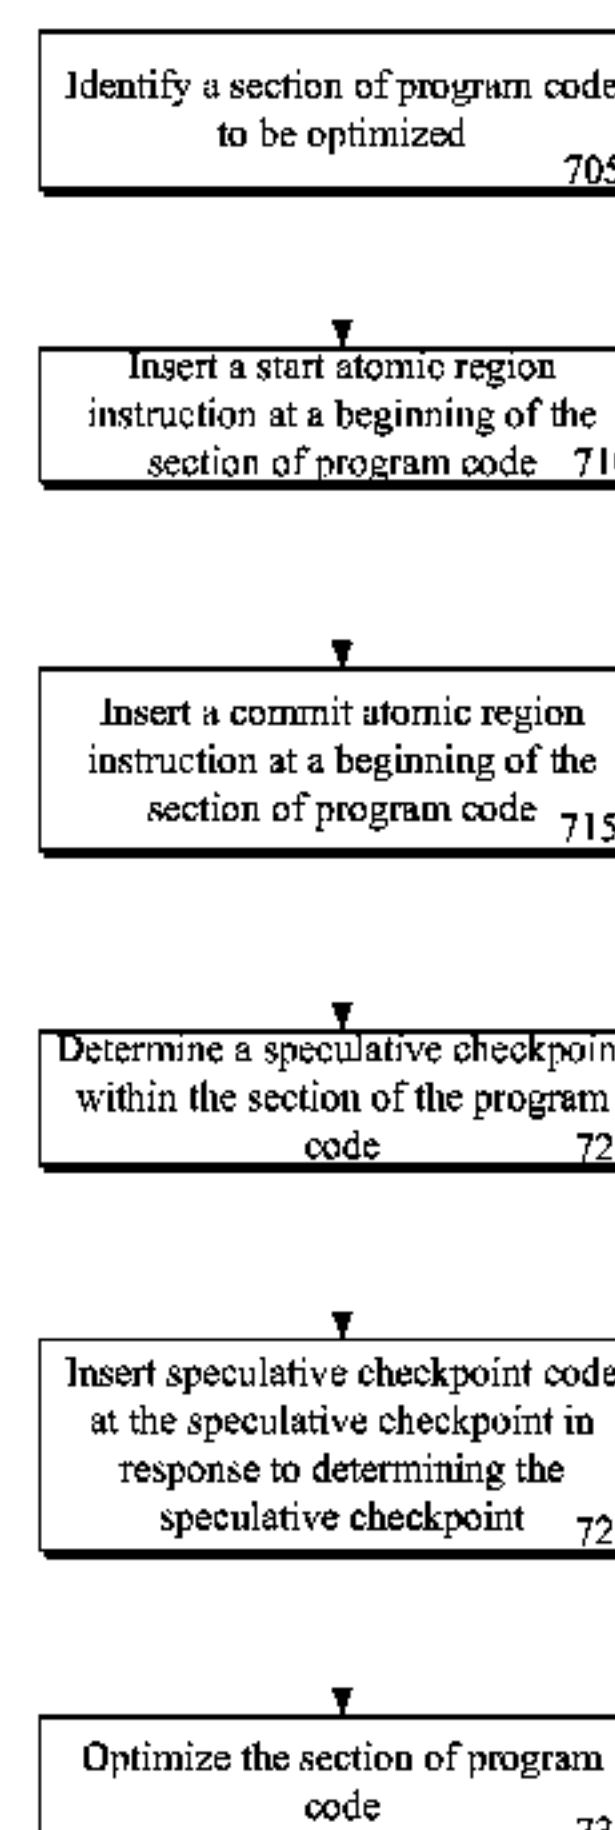 Identify a section of program code
to be optimized
705
Insert a start atomic region
instruction at a beginning of the
section of program code 71
Insert a commit atomic region
instruction at a beginning of the
section of program code 715
Determine a speculative checkpoin
within the section of the program
code 72
Insert speculative checkpoint code
at the speculative checkpoint in
response to determining the
speculative checkpoint 72
Optimize the section of program
code